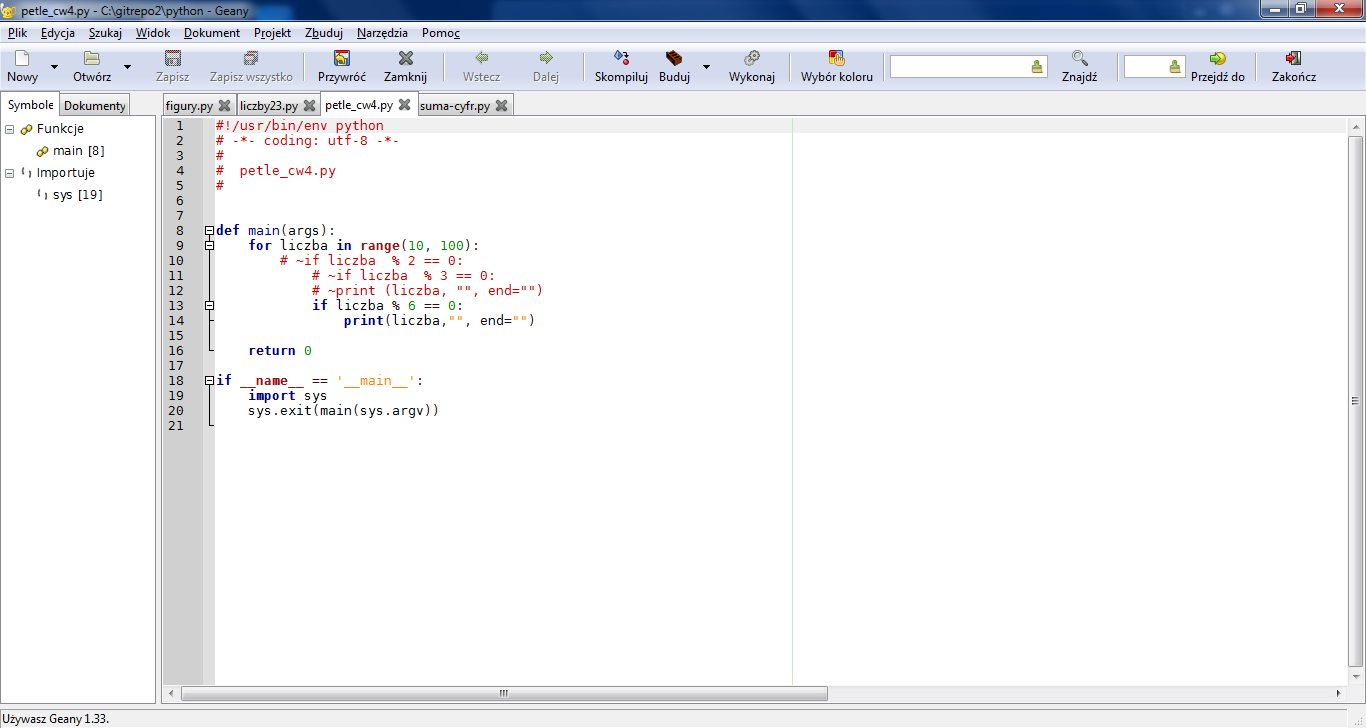 petle_cw4.py - C:\gitrepo2\python - Geany
Plik Edycja Szukaj Widok Dokument Projekt Zbuduj Narzędzia Pomoc
Nowy Otwórz Zapisz Zapisz wszystko Przywróć Zamknij Wstecz Dalej Skompiluj Buduj Wykonaj Wybór koloru Znajdź Przejdź do Zakończ
Symbole Dokumenty
figury.py liczby23.py petle_cw4.py suma-cyfr.py
Funkcje
main [8]
Importuje
sys [19]
1 #!/usr/bin/env python
2 # -*- coding: utf-8 -*-
3 #
4 #  petle_cw4.py
5 #
6
7
8 def main(args):
9     for liczba in range(10, 100):
10         # ~if liczba  % 2 == 0:
11             # ~if liczba  % 3 == 0:
12             # ~print (liczba, "", end="")
13             if liczba % 6 == 0:
14                 print(liczba,"", end="")
15
16     return 0
17
18 if __name__ == '__main__':
19     import sys
20     sys.exit(main(sys.argv))
21
Używasz Geany 1.33.